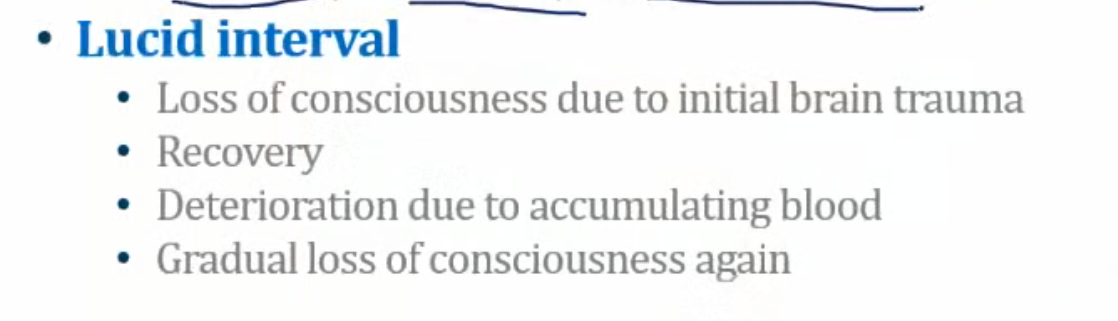 • Lucid interval
• Loss of consciousness due to initial brain trauma
• Recovery
• Deterioration due to accumulating blood
• Gradual loss of consciousness again